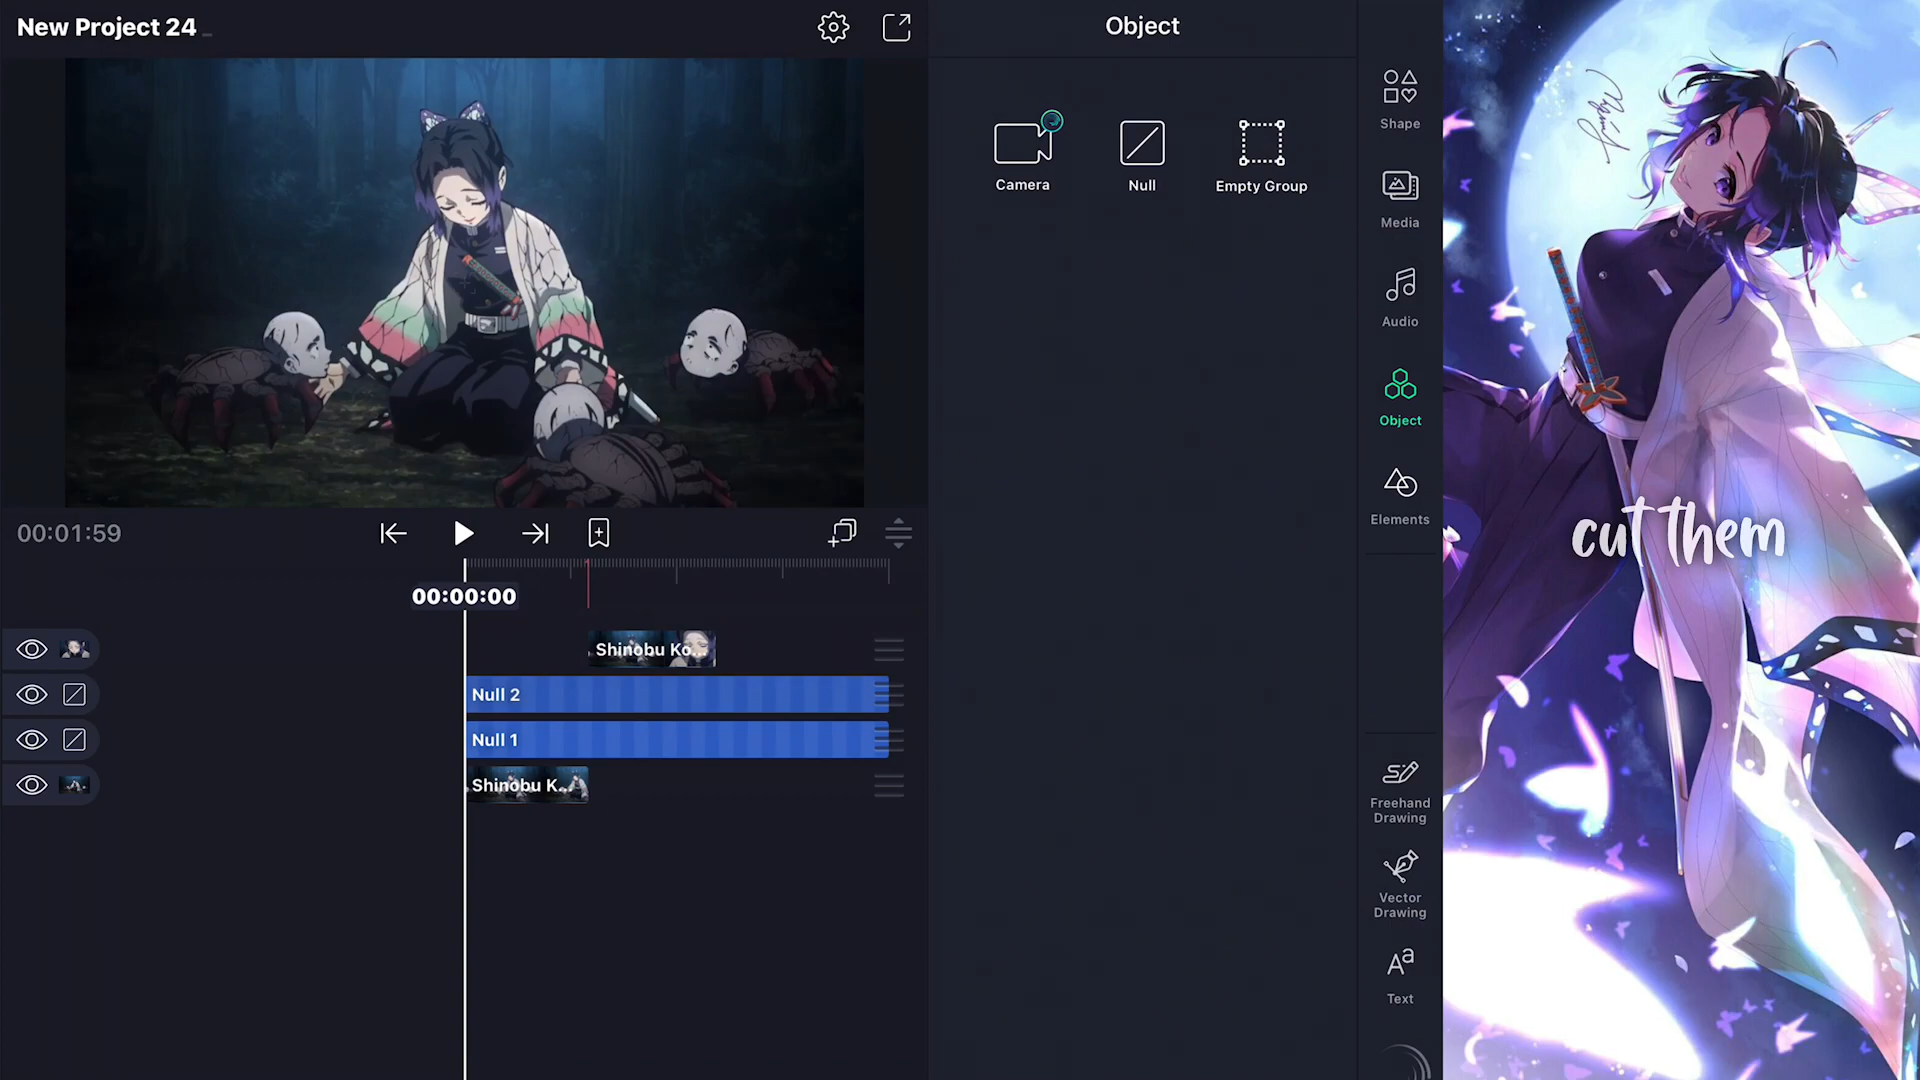 New Project 24
Object
Camera
Null
Empty Group
Shape
Media
Audio
Object
Elements
Freehand
Drawing
Vector
Drawing
Text
00:01:59
00:00:00
Shinobu Ko...
Null 2
Null 1
Shinobu K...
cut them